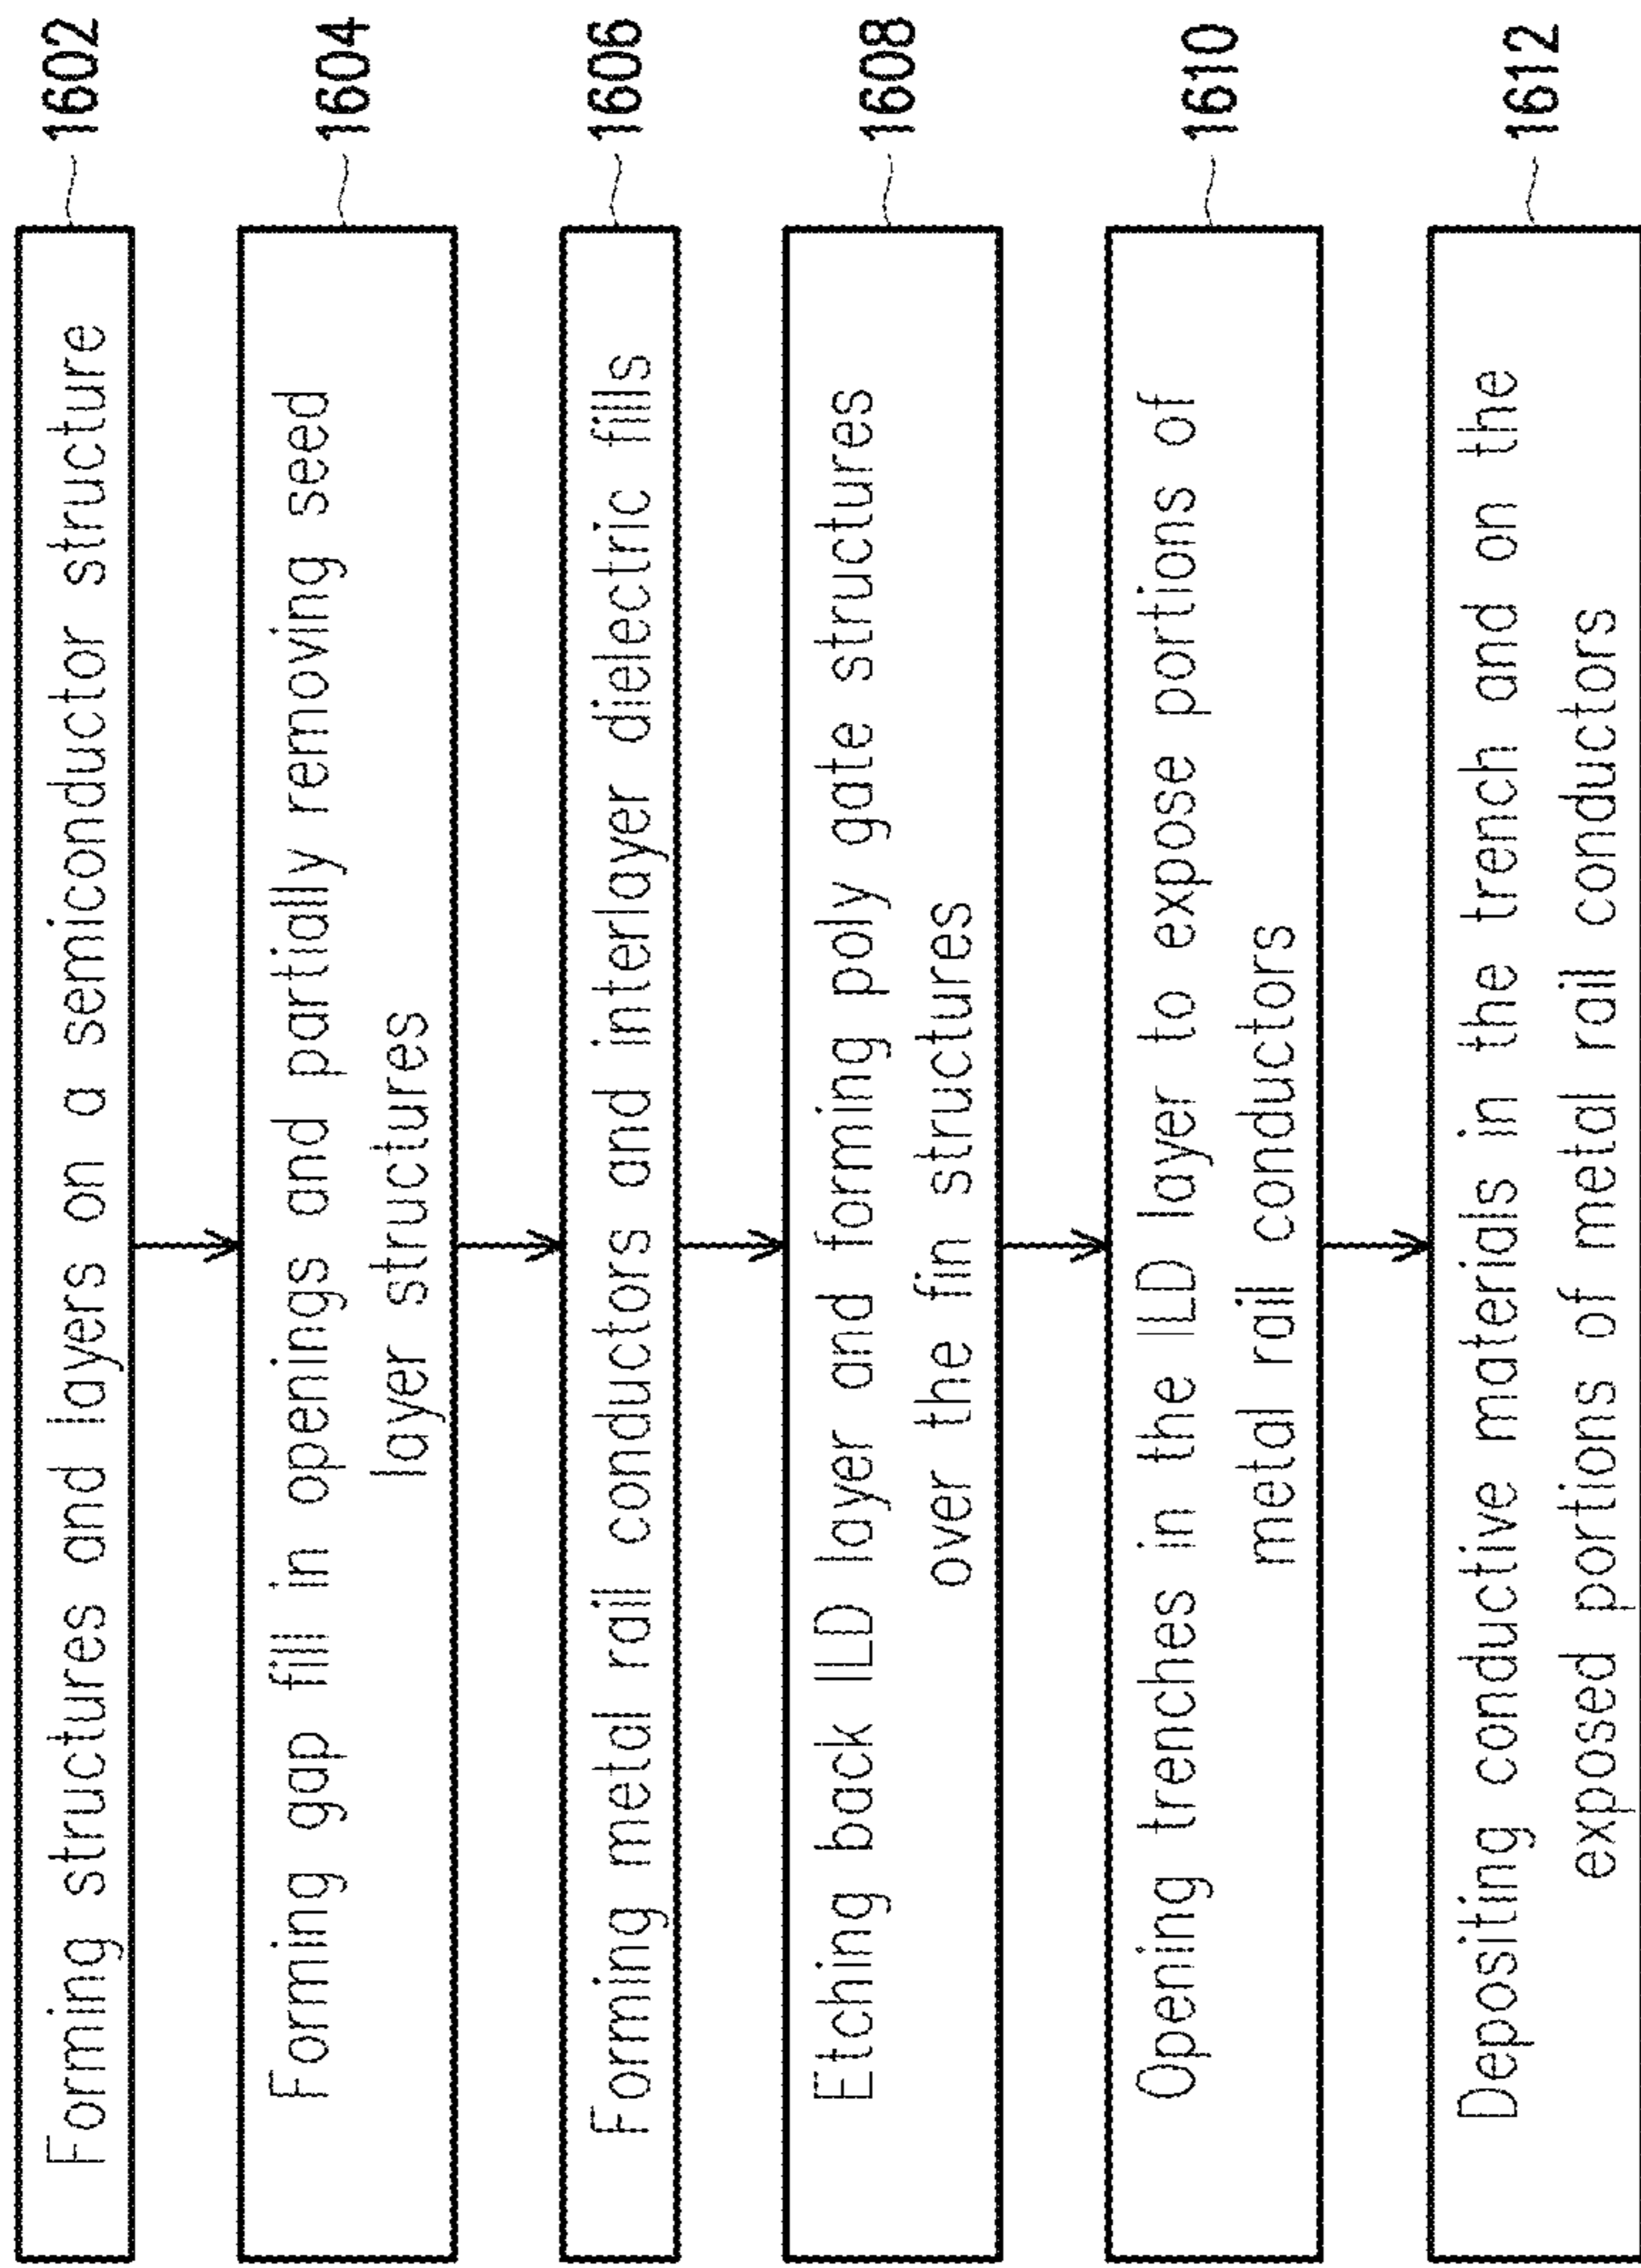 Forming structures and layers on a semiconductor structure
1602
Forming gap fill in openings and partially removing seed
layer structures
1604
Forming metal rail conductors and interlayer dielectric fills
1606
Etching back ILD layer and forming poly gate structures
over the fin structures
1608
Opening trenches in the ILD layer to expose portions of
metal rail conductors
1610
Depositing conductive materials in the trench and on the
exposed portions of metal rail conductors
1612